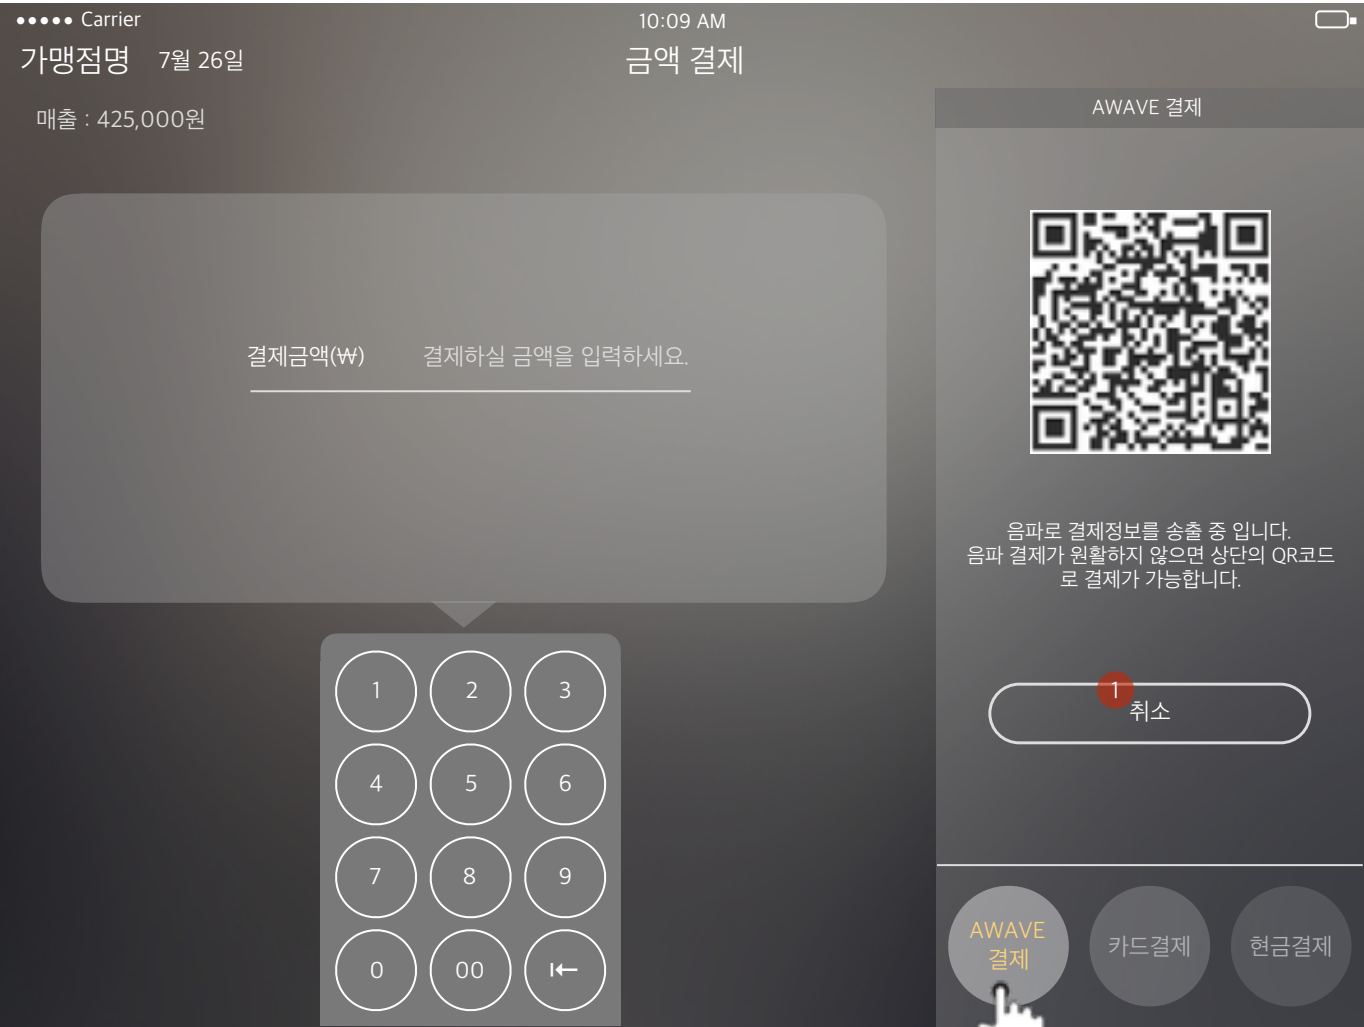 Carrier
10:09 AM
가맹점명 7월 26일
금액 결제
매출 : 425,000원
AWAVE 결제
결제금액(₩) 결제하실 금액을 입력하세요.
음파로 결제정보를 송출 중 입니다.
음파 결제가 원활하지 않으면 상단의 QR코드
로 결제가 가능합니다.
1
취소
1 2 3
4 5 6
7 8 9
0 00
AWAVE
결제
카드결제
현금결제